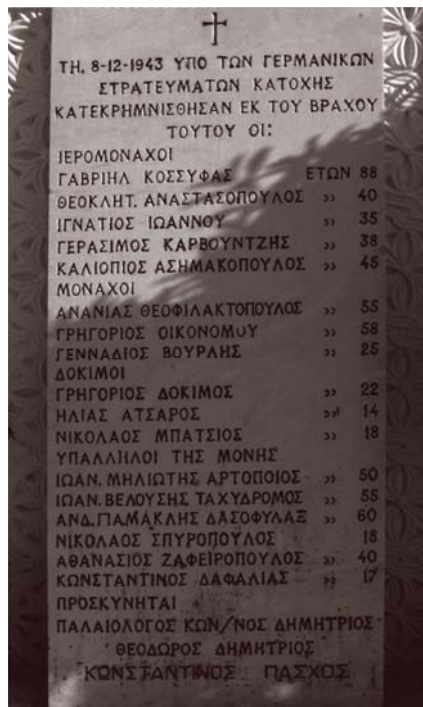 ΤΗ. 8-12-1943 ΥΠΟ ΤΩΝ ΓΕΡΜΑΝΙΚΩΝ
ΣΤΡΑΤΕΥΜΑΤΩΝ ΚΑΤΟΧΗΣ
ΚΑΤΕΚΡΗΜΝΙΣΘΗΣΑΝ ΕΚ ΤΟΥ ΒΡΑΧΟΥ
ΤΟΥΤΟΥ ΟΙ:
ΙΕΡΟΜΟΝΑΧΟΙ
ΓΑΒΡΙΗΛ ΚΟΣΣΥΦΑΣ ΕΤΩΝ 88
ΘΕΟΚΛΗΤ. ΑΝΑΣΤΑΣΟΠΟΥΛΟΣ ,, 40
ΙΓΝΑΤΙΟΣ ΙΩΑΝΝΟΥ ,, 35
ΓΕΡΑΣΙΜΟΣ ΚΑΡΒΟΥΝΤΖΗΣ ,, 38
ΚΑΛΙΟΠΙΟΣ ΑΣΗΜΑΚΟΠΟΥΛΟΣ ,, 45
ΜΟΝΑΧΟΙ
ΑΝΑΝΙΑΣ ΘΕΟΦΙΛΑΚΤΟΠΟΥΛΟΣ ,, 55
ΓΡΗΓΟΡΙΟΣ ΟΙΚΟΝΟΜΟΥ ,, 58
ΓΕΝΝΑΔΙΟΣ ΒΟΥΡΛΗΣ ,, 25
ΔΟΚΙΜΟΙ
ΓΡΗΓΟΡΙΟΣ ΔΟΚΙΜΟΣ ,, 22
ΗΛΙΑΣ ΑΤΣΑΡΟΣ ,, 14
ΝΙΚΟΛΑΟΣ ΜΠΑΤΣΙΟΣ ,, 18
ΥΠΑΛΛΗΛΟΙ ΤΗΣ ΜΟΝΗΣ
ΙΩΑΝ. ΜΗΛΙΩΤΗΣ ΑΡΤΟΠΟΙΟΣ ,, 50
ΙΩΑΝ. ΒΕΛΟΥΣΗΣ ΤΑΧΥΔΡΟΜΟΣ ,, 55
ΑΝΔ. ΓΙΑΜΑΚΛΗΣ ΔΑΣΟΦΥΛΑΞ ,, 60
ΝΙΚΟΛΑΟΣ ΣΠΥΡΟΠΟΥΛΟΣ 18
ΑΘΑΝΑΣΙΟΣ ΖΑΦΕΙΡΟΠΟΥΛΟΣ ,, 40
ΚΩΝΣΤΑΝΤΙΝΟΣ ΔΑΦΑΛΙΑΣ ,, 17
ΠΡΟΣΚΥΝΗΤΑΙ
ΠΑΛΑΙΟΛΟΓΟΣ ΚΩΝ/ΝΟΣ ΔΗΜΗΤΡΙΟΣ
ΘΕΟΔΩΡΟΣ ΔΗΜΗΤΡΙΟΣ
ΚΩΝΣΤΑΝΤΙΝΟΣ ΠΑΣΧΟΣ